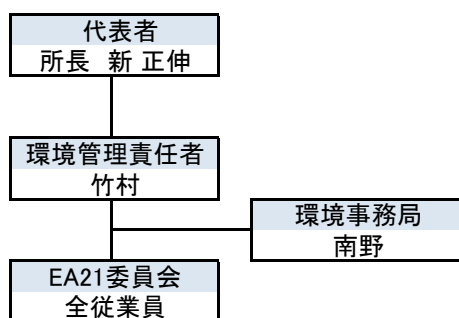 代表者
所長 新 正伸
環境管理責任者
竹村
環境事務局
南野
EA21委員会
全従業員